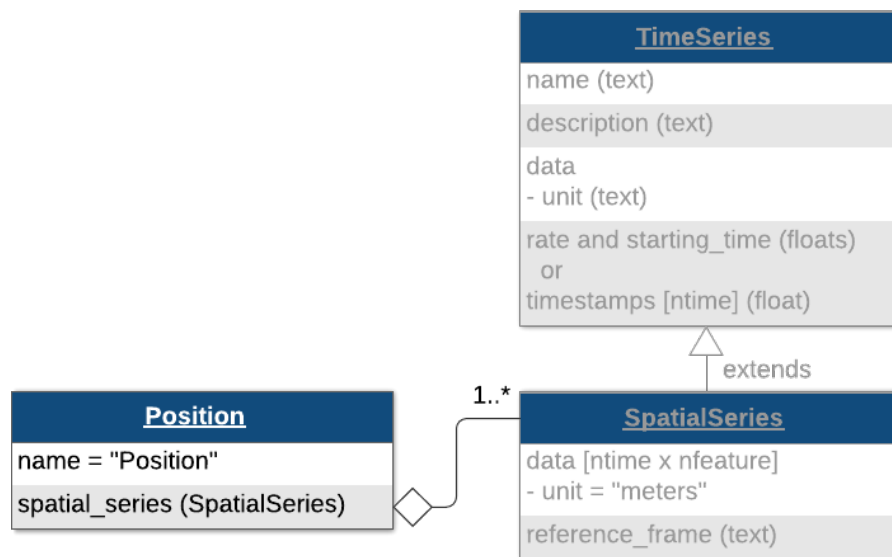 TimeSeries
name (text)
description (text)
data
- unit (text)
rate and starting_time (floats)
or
timestamps [ntime] (float)
extends
1..*
Position
name = "Position"
spatial_series (SpatialSeries)
SpatialSeries
data [ntime x nfeature]
- unit = "meters"
reference_frame (text)